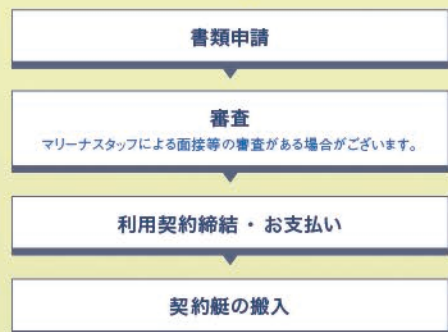 書類申請
審査
マリーナスタッフによる面接等の審査がある場合がございます。
利用契約締結 ・ お支払い
契約艇の搬入